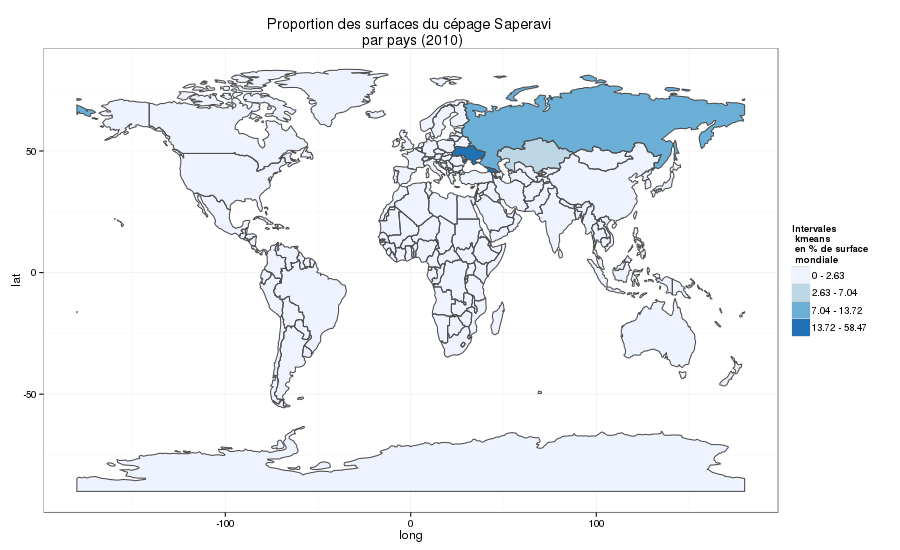 Proportion des surfaces du cépage Saperavi
par pays (2010)
50
0
-50
lat
-100
0
100
long
Intervales
kmeans
en % de surface
mondiale
0 - 2.63
2.63 - 7.04
7.04 - 13.72
13.72 - 58.47